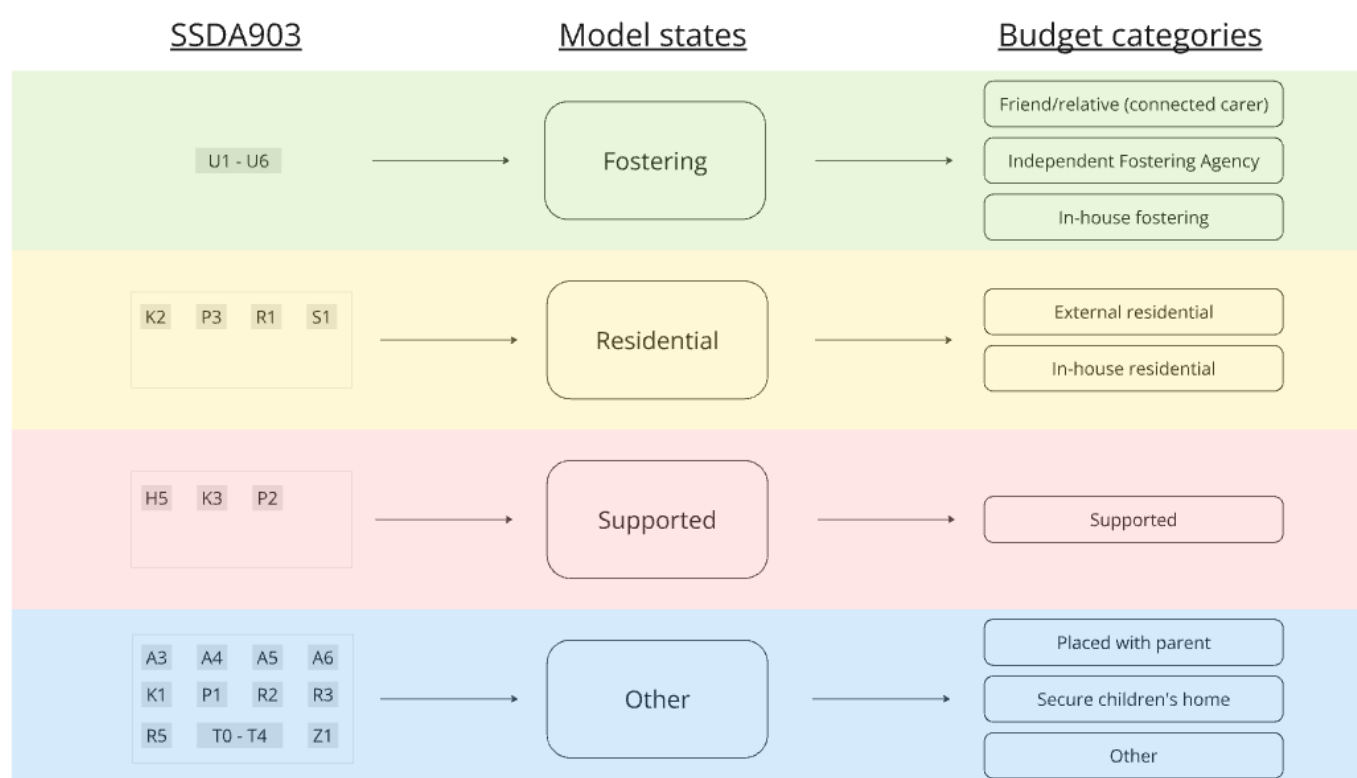 SSDA903 Model states Budget categories
U1 - U6
Fostering
Friend/relative (connected carer)
Independent Fostering Agency
In-house fostering
K2 P3 R1 S1
Residential
External residential
In-house residential
H5 K3 P2
Supported
Supported
A3 A4 A5 A6
K1 P1 R2 R3
R5 T0 - T4 Z1
Other
Placed with parent
Secure children's home
Other